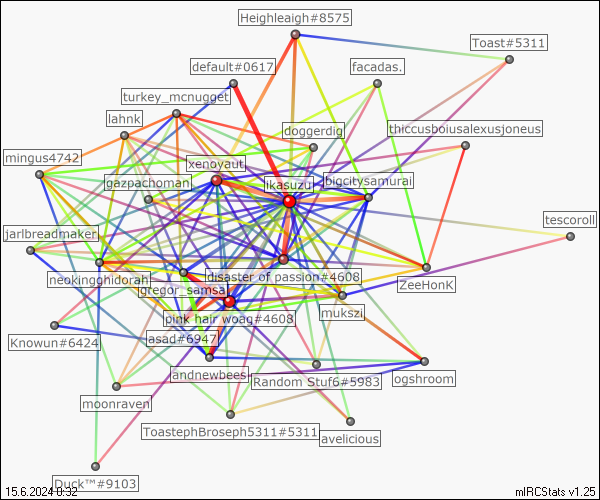 Heighleaigh#8575
Toast#5311
default#0617
facadas.
turkey_mcnugget
lahnk
doggerdig
thiccusboiusalexusjoneus
mingus4742
xenoyaut
gazpachoman
ikasuzu
bigcitysamurai
tescoroll
jarlbreadmaker
neokingghidorah
disaster of passion#4608
gregor_samsa
ZeeHonK
pink hair woag#4608
mukszi
Knowun#6424
asad#6947
andnewbees
Random Stuf6#5983
ogshroom
moonraven
ToastephBroseph5311#5311
avelicious
Duck™#9103
15.6.2024 0:32
mIRCStats v1.25